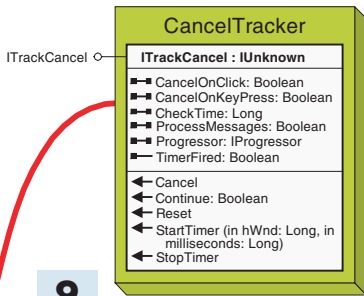 CancelTracker
ITrackCancel
ITrackCancel : IUnknown
CancelOnClick: Boolean
CancelOnKeyPress: Boolean
CheckTime: Long
ProcessMessages: Boolean
Progressor: IProgressor
TimerFired: Boolean
Cancel
Continue: Boolean
Reset
StartTimer (in hWnd: Long, in
milliseconds: Long)
StopTimer